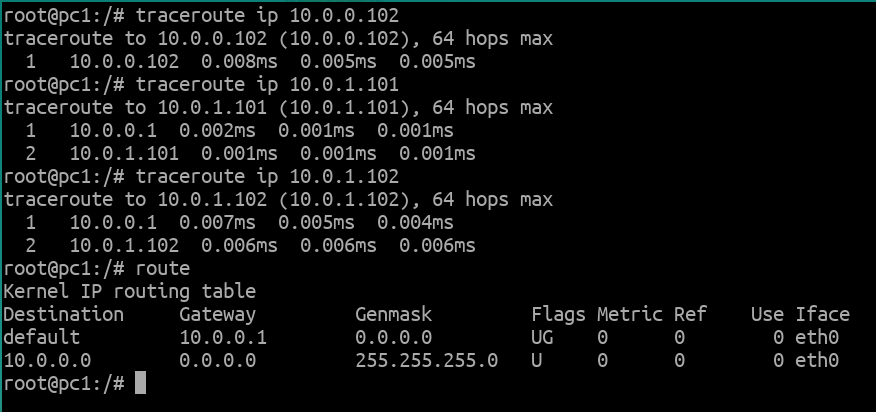 root@pc1:/# traceroute ip 10.0.0.102
traceroute to 10.0.0.102 (10.0.0.102), 64 hops max
  1   10.0.0.102  0.008ms  0.005ms  0.005ms
root@pc1:/# traceroute ip 10.0.1.101
traceroute to 10.0.1.101 (10.0.1.101), 64 hops max
  1   10.0.0.1  0.002ms  0.001ms  0.001ms
  2   10.0.1.101  0.001ms  0.001ms  0.001ms
root@pc1:/# traceroute ip 10.0.1.102
traceroute to 10.0.1.102 (10.0.1.102), 64 hops max
  1   10.0.0.1  0.007ms  0.005ms  0.004ms
  2   10.0.1.102  0.006ms  0.006ms  0.006ms
root@pc1:/# route
Kernel IP routing table
Destination     Gateway         Genmask         Flags Metric Ref    Use Iface
default         10.0.0.1        0.0.0.0         UG    0      0        0 eth0
10.0.0.0        0.0.0.0         255.255.255.0   U     0      0        0 eth0
root@pc1:/#